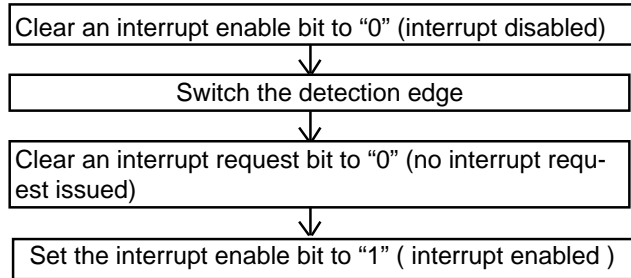 Clear an interrupt enable bit to “0” (interrupt disabled)
Switch the detection edge
Clear an interrupt request bit to “0” (no interrupt requ-
est issued)
Set the interrupt enable bit to “1” ( interrupt enabled )